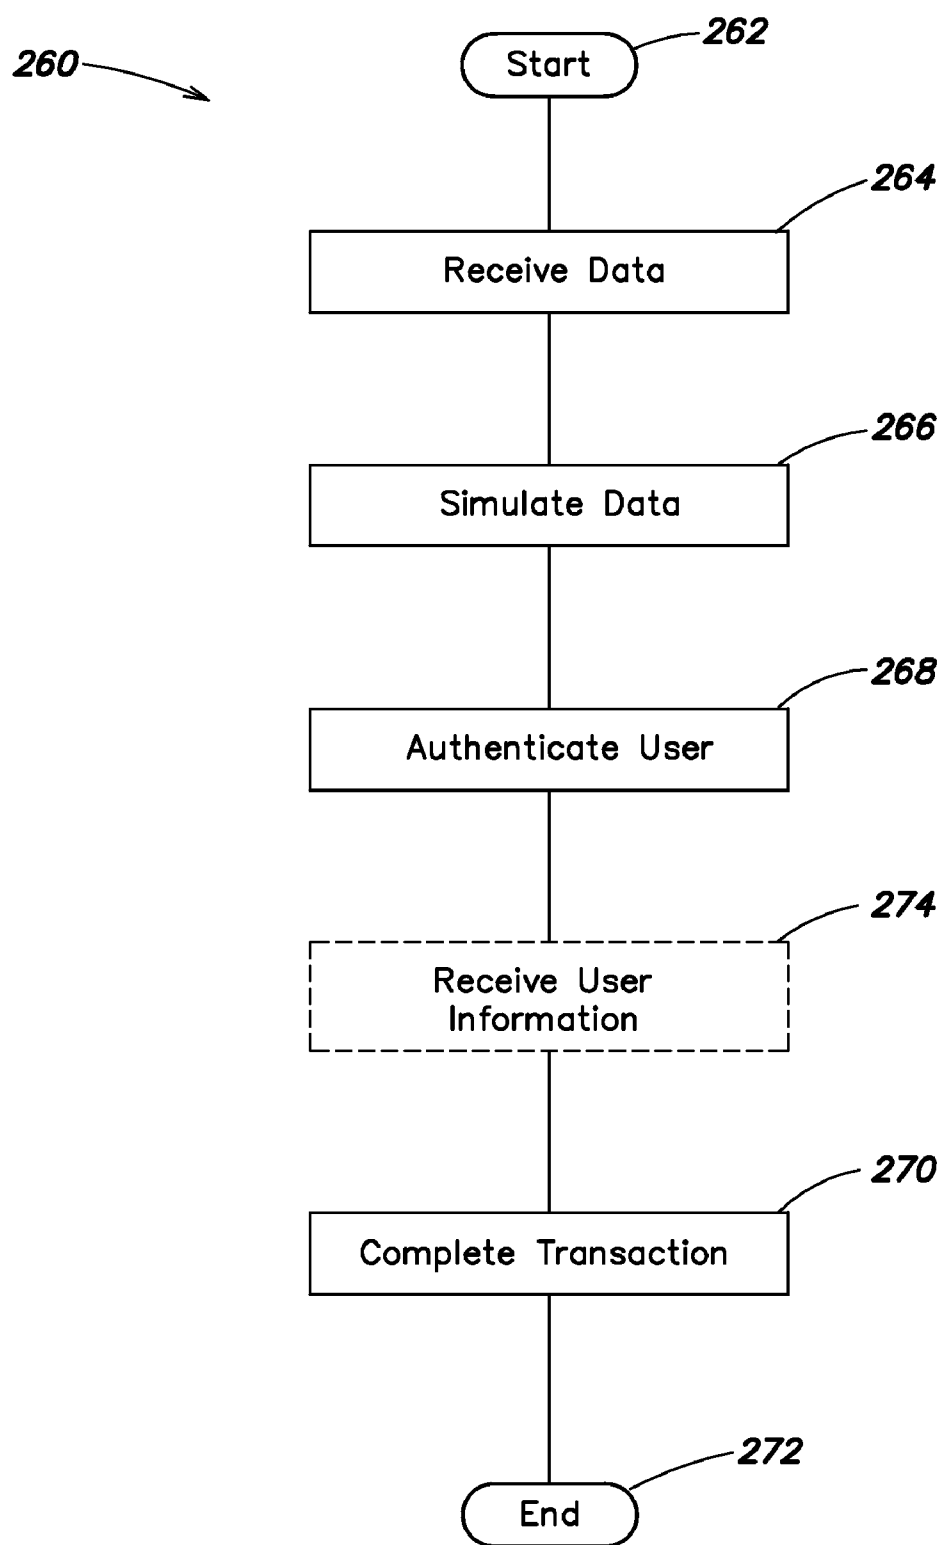 262
Start
260
264
Receive Data
266
Simulate Data
268
Authenticate User
274
Receive User
Information
270
Complete Transaction
272
End